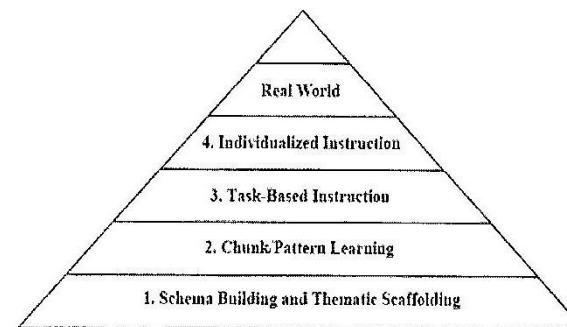 Real World
4. Individualized Instruction
3. Task-Based Instruction
2. Chunk/Pattern Learning
1. Schema Building and Thematic Scaffolding